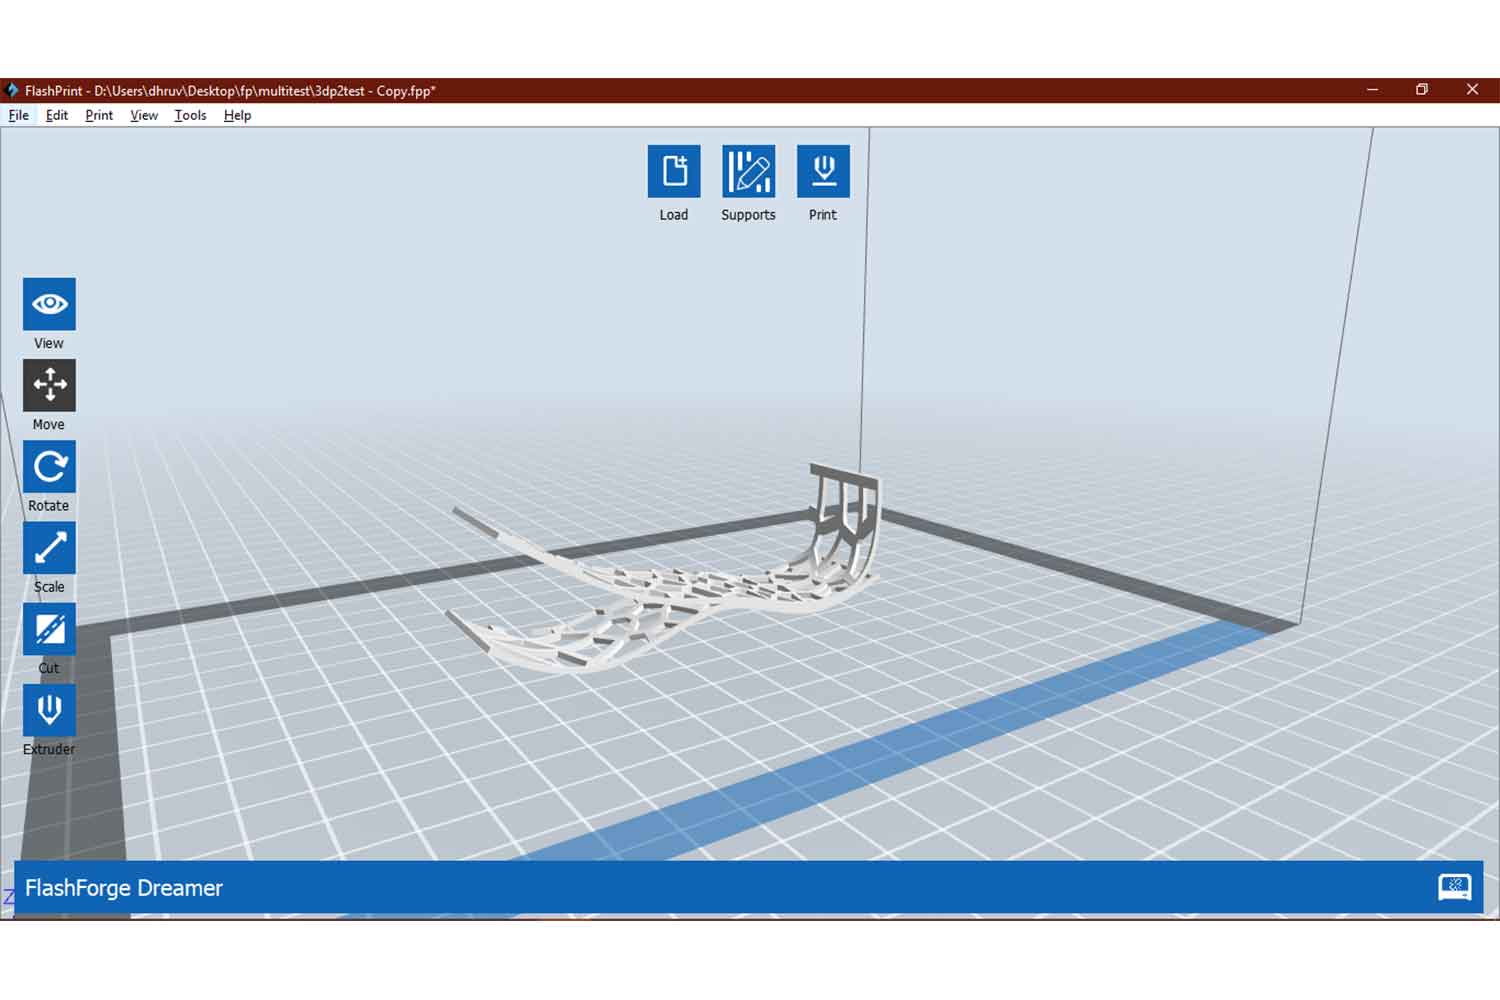 FlashPrint - D:\Users\dhruv\Desktop\fp\multitest\3dp2test - Copy.fpp*
File Edit Print View Tools Help
Load Supports Print
View
Move
Rotate
Scale
Cut
Extruder
Z
FlashForge Dreamer